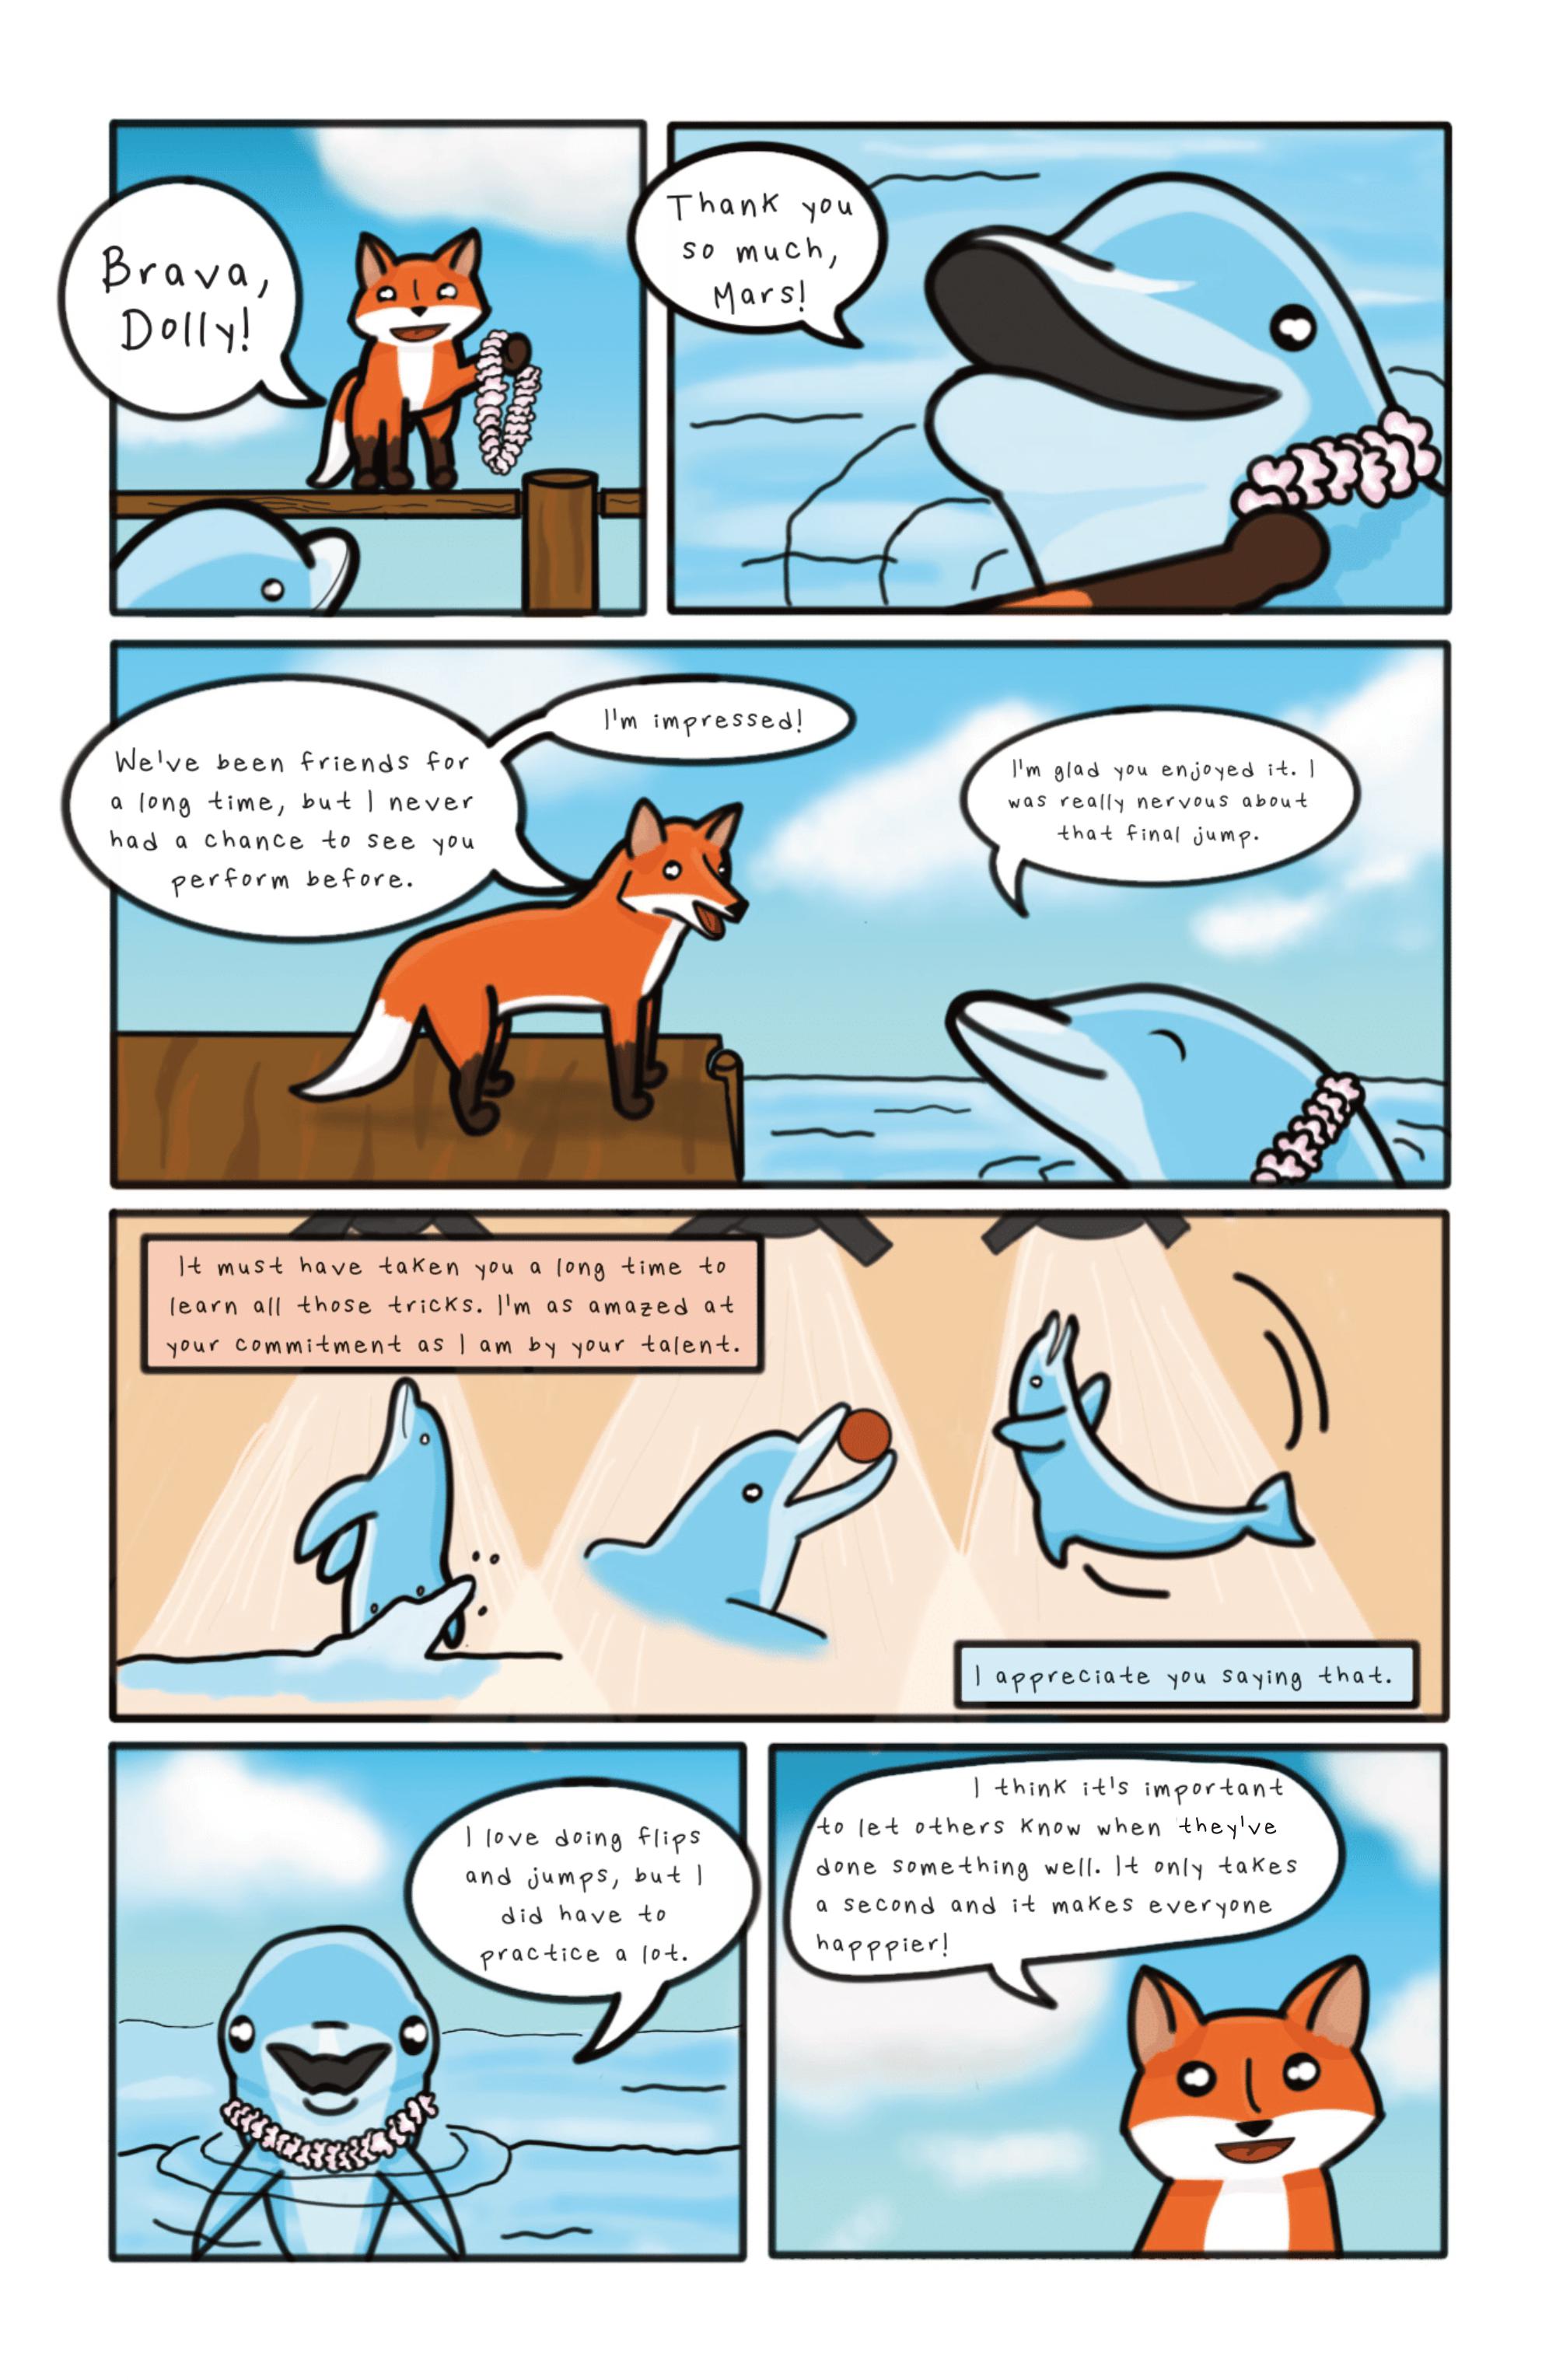 Brava,
Dolly!
Thank you
so much,
Mars!
We've been friends for
a long time, but I never
had a chance to see you
perform before.
I'm impressed!
I'm glad you enjoyed it. I
was really nervous about
that final jump.
It must have taken you a long time to
learn all those tricks. I'm as amazed at
your commitment as I am by your talent.
I appreciate you saying that.
I love doing flips
and jumps, but I
did have to
practice a lot.
I think it's important
to let others know when they've
done something well. It only takes
a second and it makes everyone
happpier!